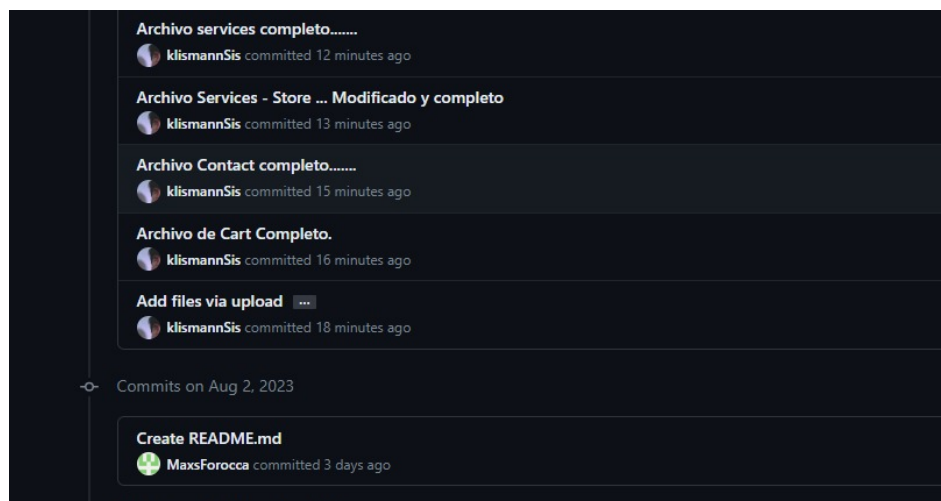 Archivo services completo.......
klismannSis committed 12 minutes ago
Archivo Services - Store ... Modificado y completo
klismannSis committed 13 minutes ago
Archivo Contact completo.......
klismannSis committed 15 minutes ago
Archivo de Cart Completo.
klismannSis committed 16 minutes ago
Add files via upload ...
klismannSis committed 18 minutes ago
Commits on Aug 2, 2023
Create README.md
MaxsForocca committed 3 days ago